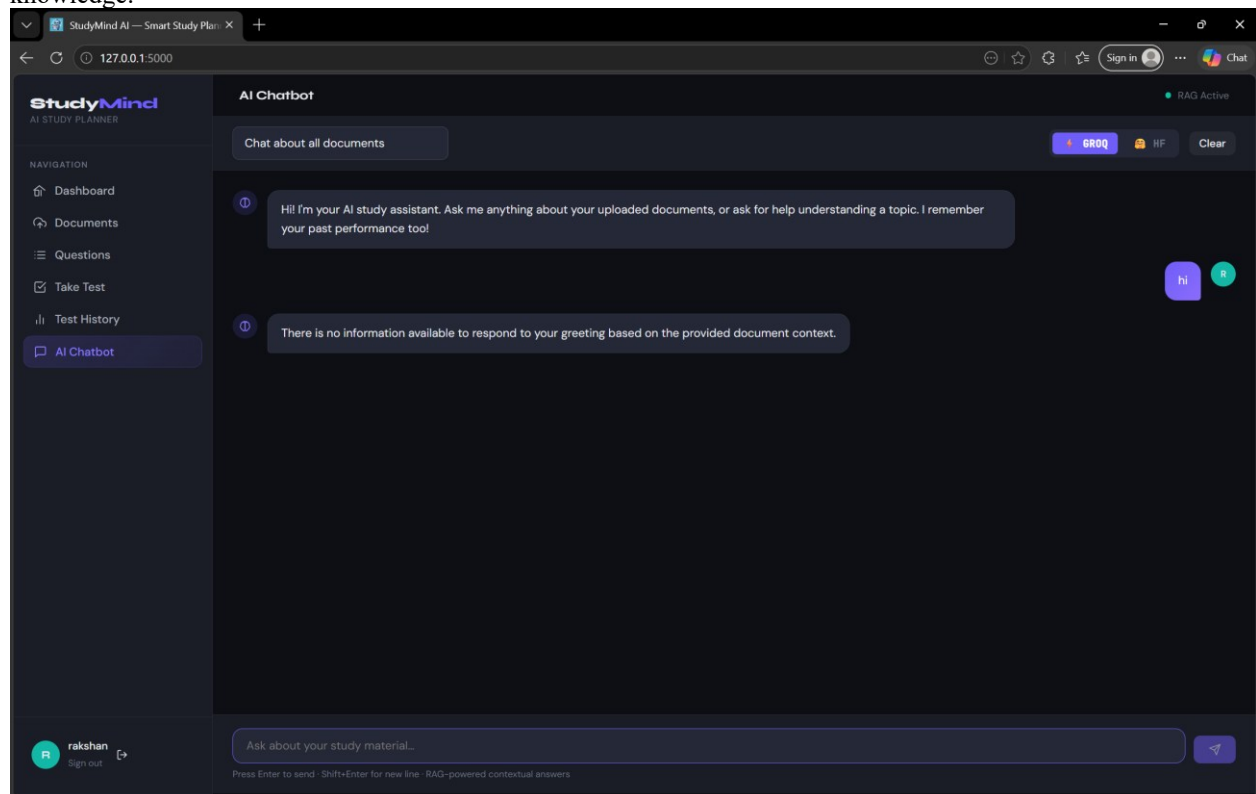 knowledge.
StudyMind AI — Smart Study Plan
127.0.0.1:5000
Sign in
Chat
StudyMind
AI STUDY PLANNER
AI Chatbot
RAG Active
Chat about all documents
GROQ
HF
Clear
NAVIGATION
Dashboard
Documents
Questions
Take Test
Test History
AI Chatbot
Hi! I'm your AI study assistant. Ask me anything about your uploaded documents, or ask for help understanding a topic. I remember
your past performance too!
hi
R
There is no information available to respond to your greeting based on the provided document context.
R
rakshan
Sign out
Ask about your study material...
Press Enter to send · Shift+Enter for new line · RAG-powered contextual answers